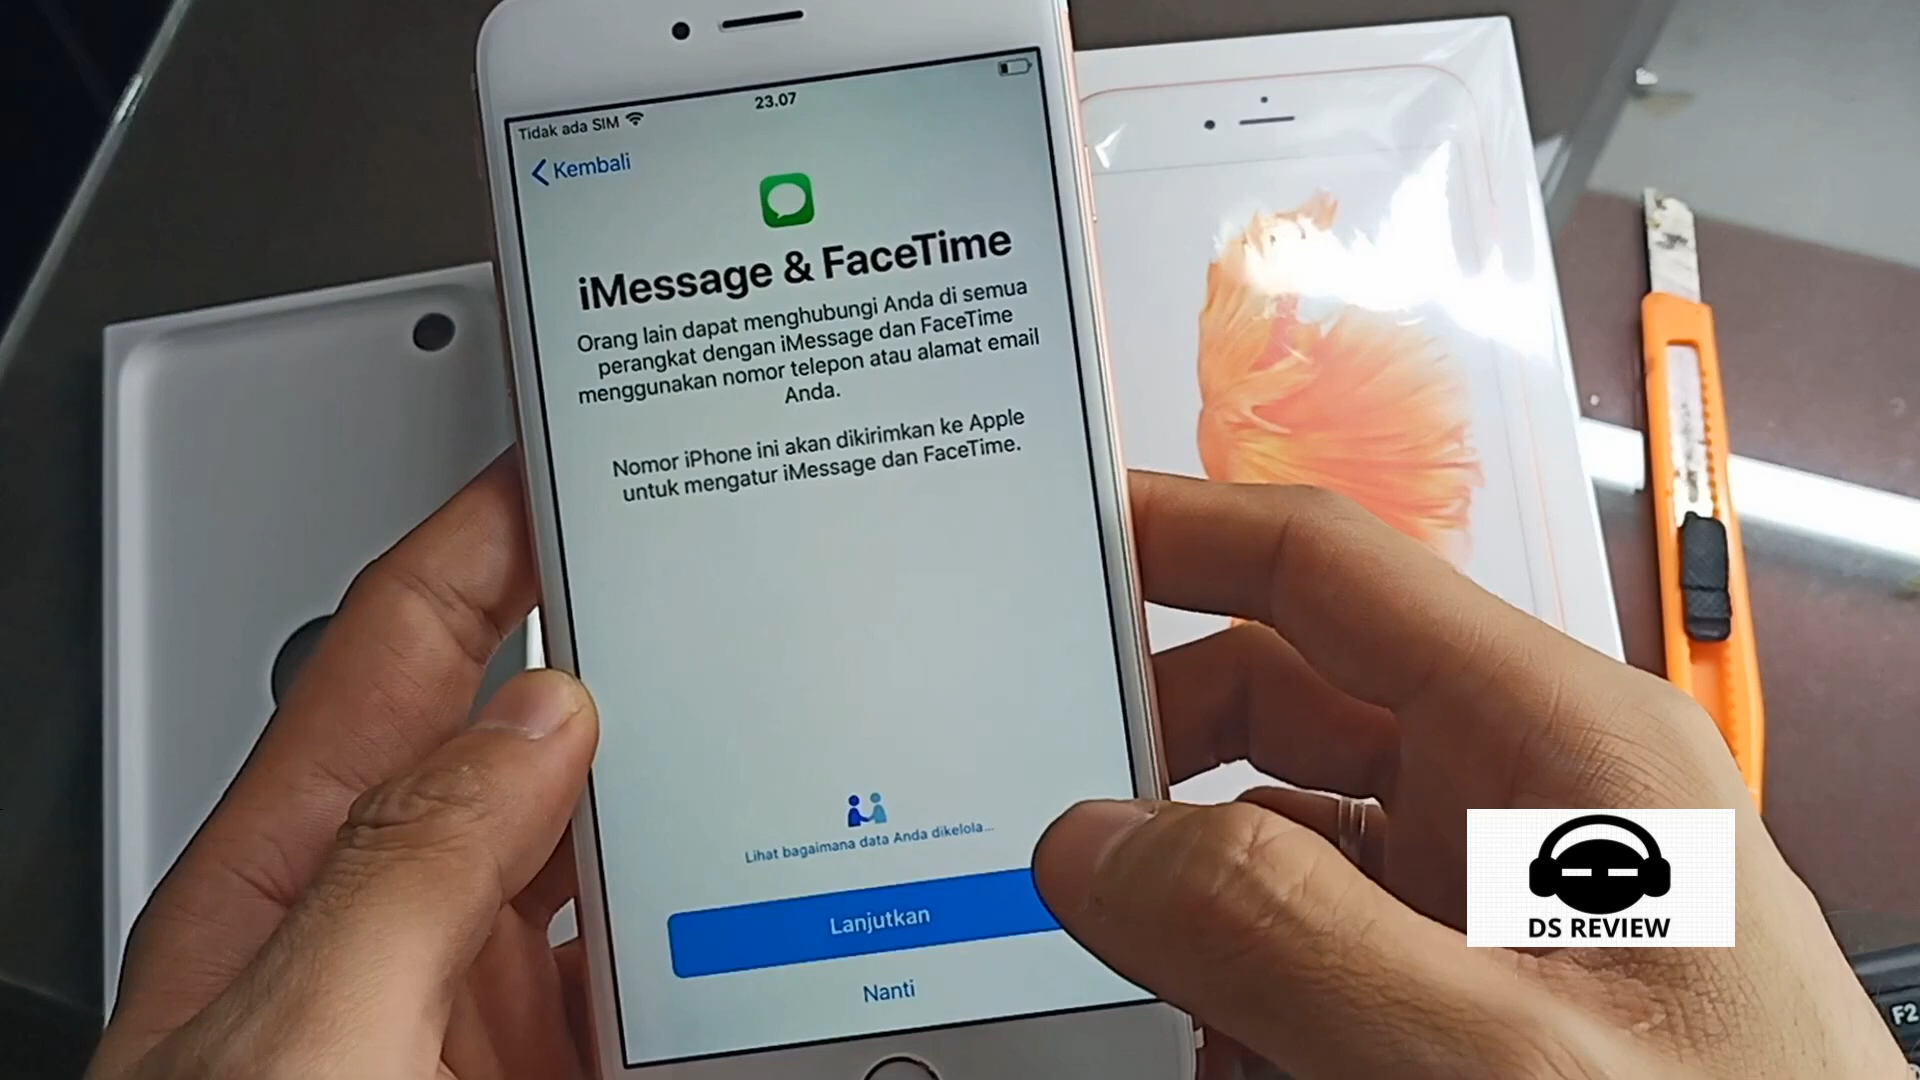 Tidak ada SIM
23.07
Kembali
iMessage & FaceTime
Orang lain dapat menghubungi Anda di semua
perangkat dengan iMessage dan FaceTime
menggunakan nomor telepon atau alamat email
Anda.
Nomor iPhone ini akan dikirimkan ke Apple
untuk mengatur iMessage dan FaceTime.
Lihat bagaimana data Anda dikelola...
Lanjutkan
Nanti
DS REVIEW
F2